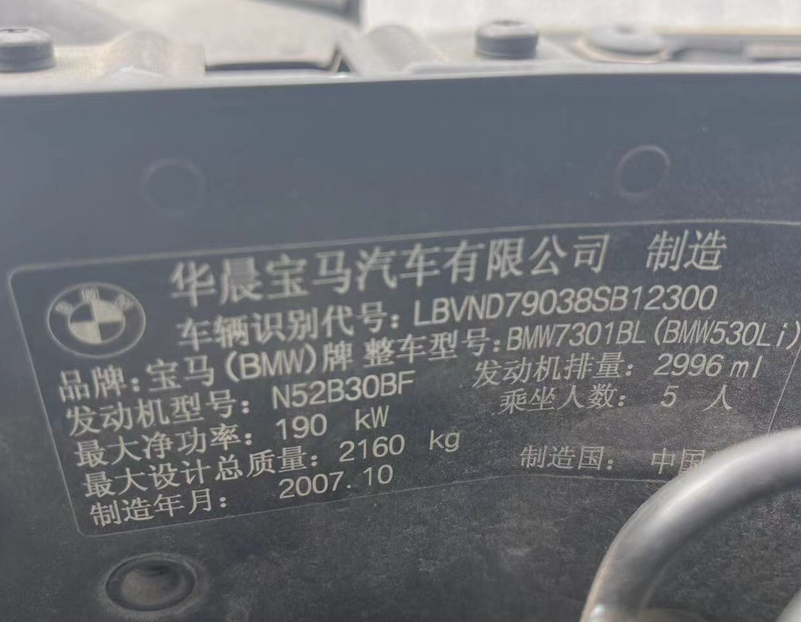 华晨宝马汽车有限公司 制造
车辆识别代号：LBVND79038SB12300
品牌：宝马(BMW)牌 整车型号：BMW7301BL(BMW530Li)
发动机型号：N52B30BF 发动机排量：2996 ml
最大净功率：190 kW 乘坐人数： 5 人
最大设计总质量：2160 kg
制造年月： 2007.10 制造国： 中国